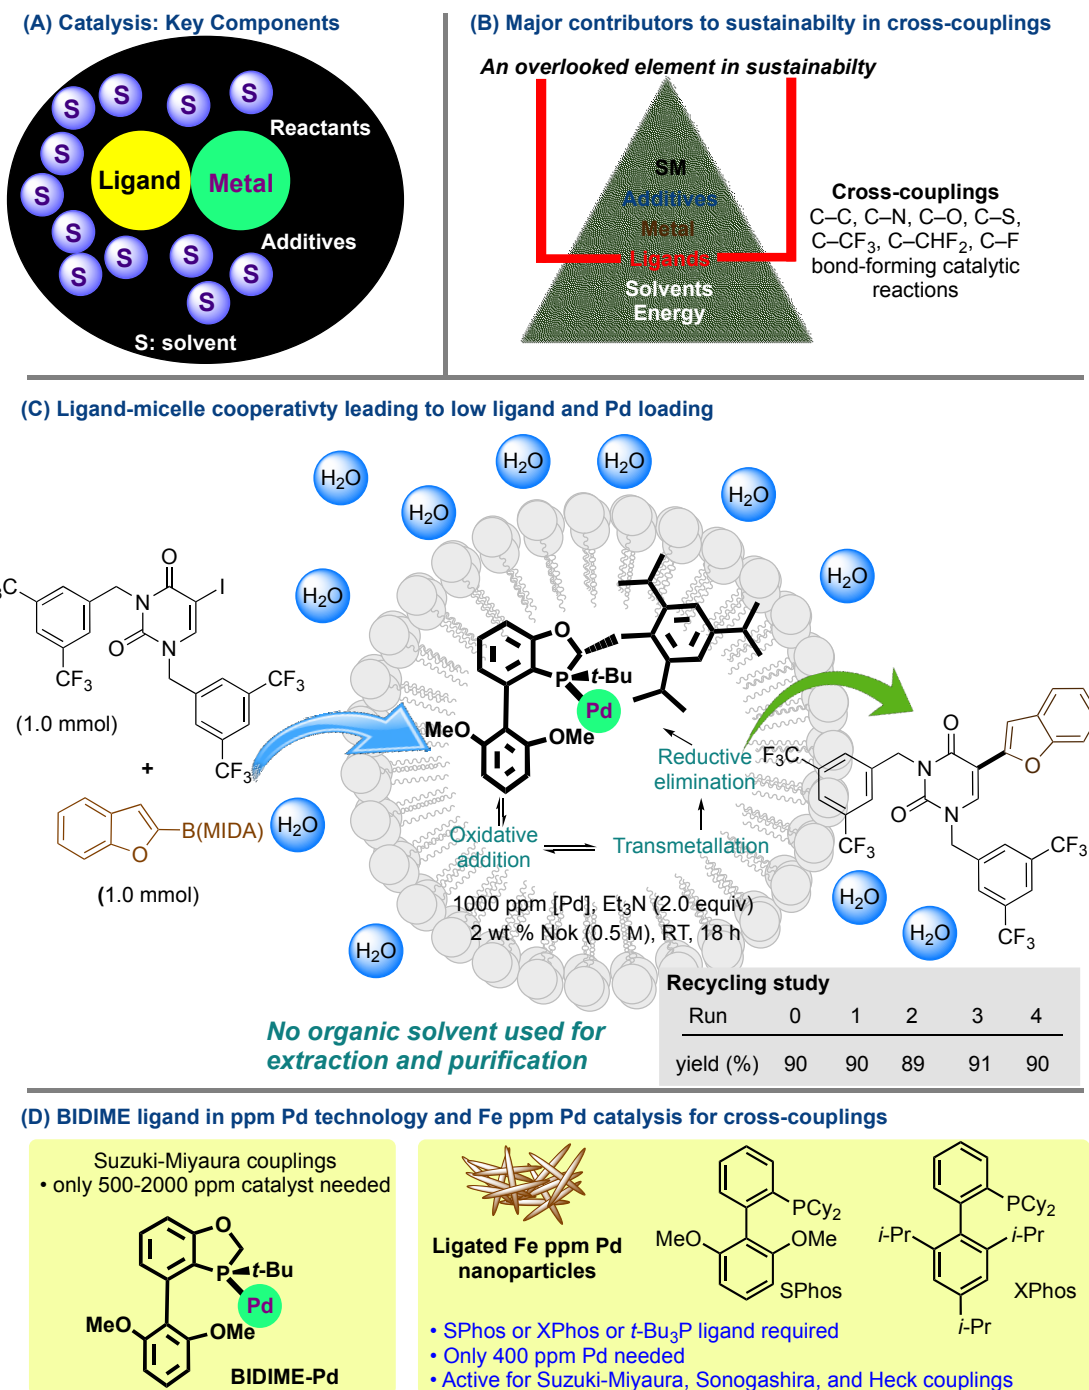 (A) Catalysis: Key Components
S
S
S
S
S
Reactants
S
Ligand
Metal
S
S
Additives
S
S
S
S
S
S: solvent
(B) Major contributors to sustainabilty in cross-couplings
An overlooked element in sustainabilty
SM
Additives
Metal
Ligands
Solvents
Energy
Cross-couplings
C–C, C–N, C–O, C–S,
C–CF3, C–CHF2, C–F
bond-forming catalytic
reactions
(C) Ligand-micelle cooperativty leading to low ligand and Pd loading
H2O
H2O
H2O
H2O
H2O
H2O
H2O
O
I
N
O
N
CF3
CF3
CF3
3C
(1.0 mmol)
+
B(MIDA)
O
H2O
(1.0 mmol)
O
P
t-Bu
Pd
MeO
OMe
Reductive
elimination
Oxidative
addition
Transmetallation
1000 ppm [Pd], Et3N (2.0 equiv)
2 wt % Nok (0.5 M), RT, 18 h
H2O
O
F3C
N
O
O
N
CF3
CF3
CF3
H2O
H2O
No organic solvent used for
extraction and purification
Recycling study
Run 0 1 2 3 4
yield (%) 90 90 89 91 90
(D) BIDIME ligand in ppm Pd technology and Fe ppm Pd catalysis for cross-couplings
Suzuki-Miyaura couplings
• only 500-2000 ppm catalyst needed
O
P
t-Bu
Pd
MeO
OMe
BIDIME-Pd
Ligated Fe ppm Pd
nanoparticles
PCy2
MeO
OMe
SPhos
PCy2
i-Pr
i-Pr
XPhos
i-Pr
• SPhos or XPhos or t-Bu3P ligand required
• Only 400 ppm Pd needed
• Active for Suzuki-Miyaura, Sonogashira, and Heck couplings